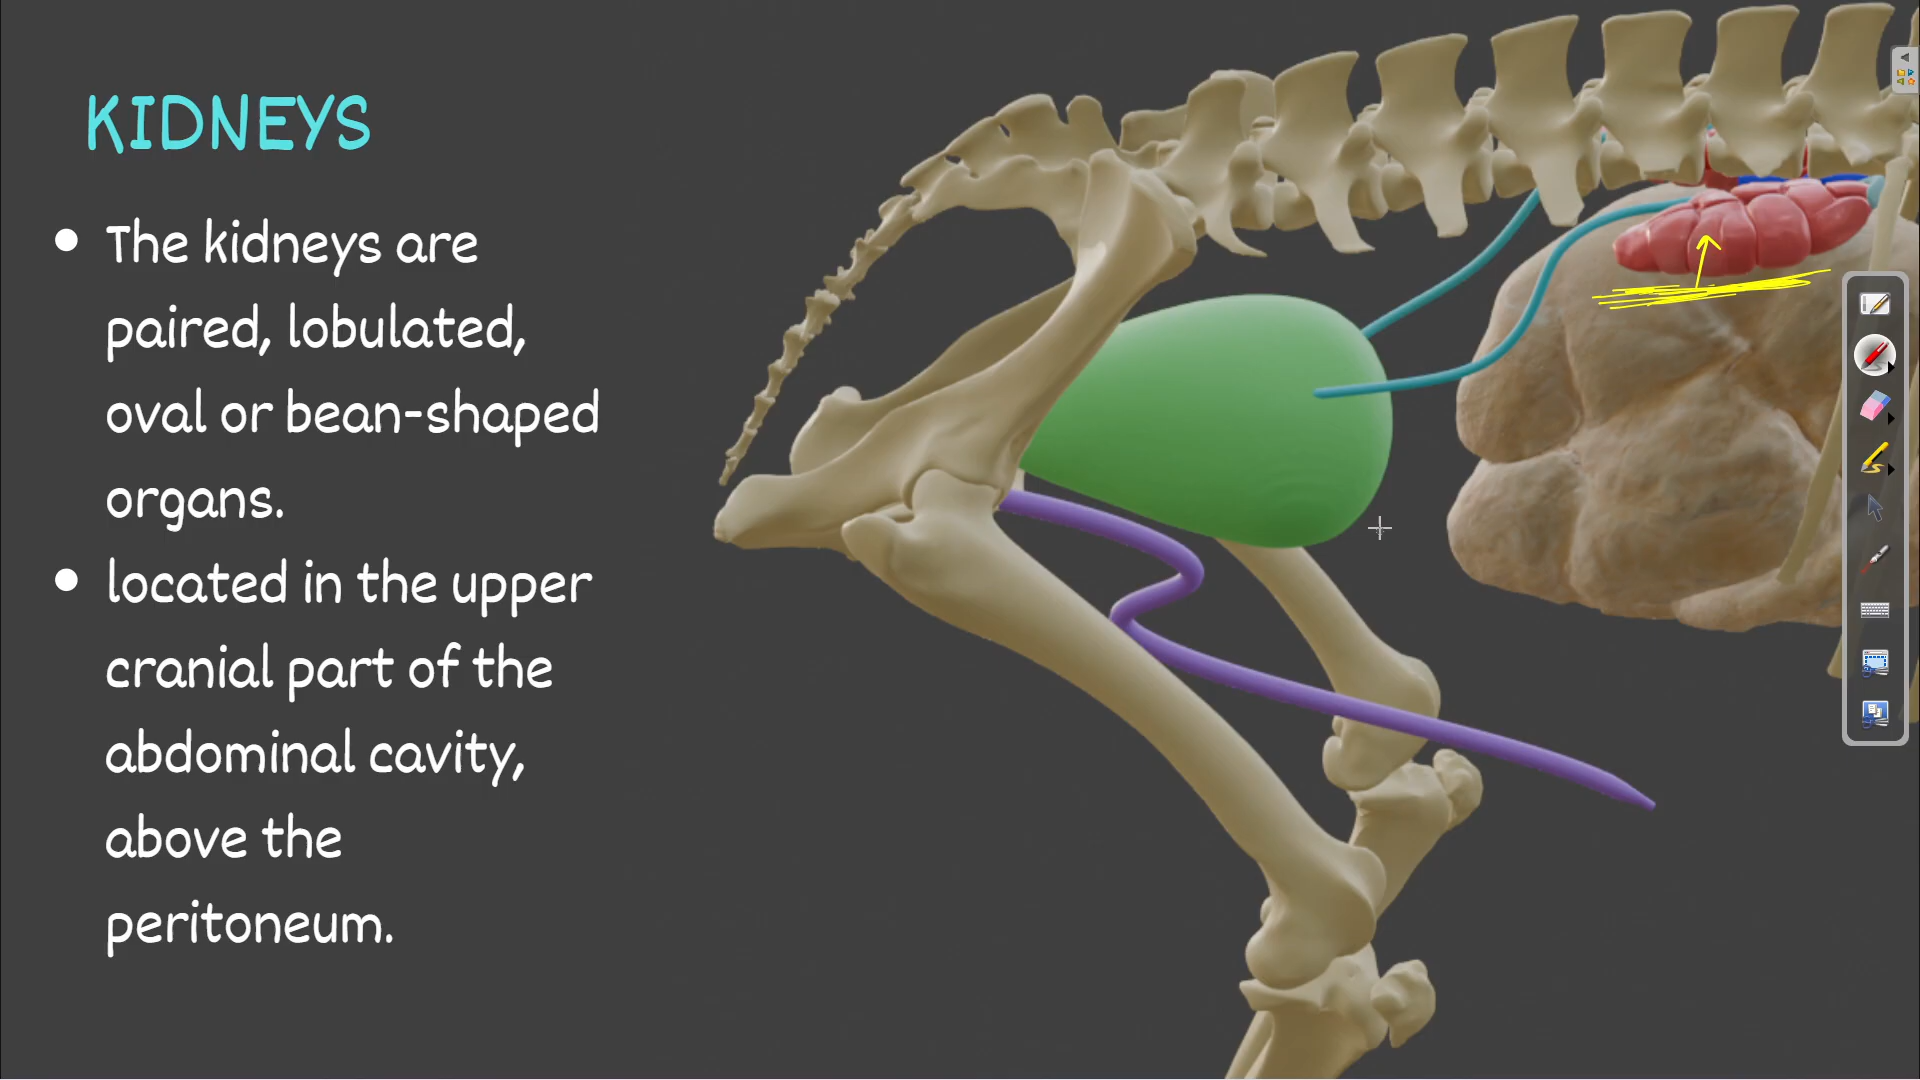 KIDNEYS
• The kidneys are
paired, lobulated,
oval or bean-shaped
organs.
• located in the upper
cranial part of the
abdominal cavity,
above the
peritoneum.